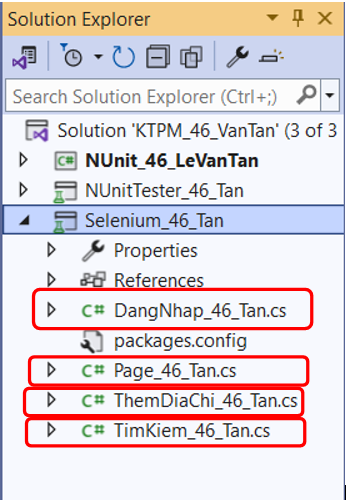 Solution Explorer
Search Solution Explorer (Ctrl+;)
Solution 'KTPM_46_VanTan' (3 of 3
NUnit_46_LeVanTan
NUnitTester_46_Tan
Selenium_46_Tan
Properties
References
C# DangNhap_46_Tan.cs
packages.config
C# Page_46_Tan.cs
C# ThemDiaChi_46_Tan.cs
C# TimKiem_46_Tan.cs